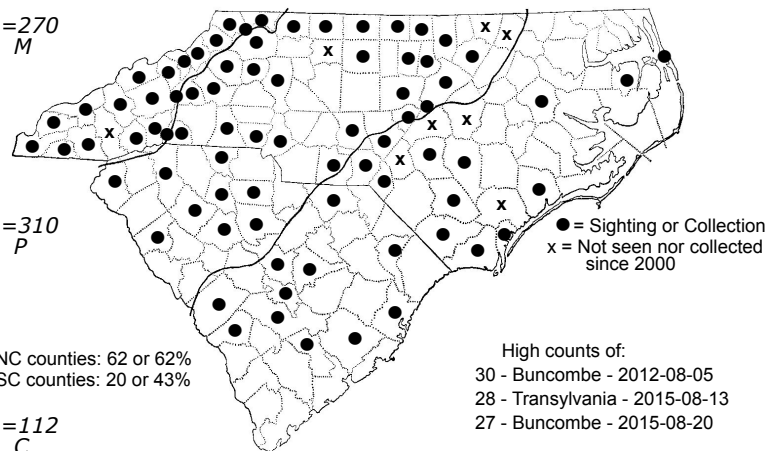 =270
M
=310
P
=112
C
● = Sighting or Collection
x = Not seen nor collected
since 2000
NC counties: 62 or 62%
SC counties: 20 or 43%
High counts of:
30 - Buncombe - 2012-08-05
28 - Transylvania - 2015-08-13
27 - Buncombe - 2015-08-20
x
x
x
x
x
x
x
x